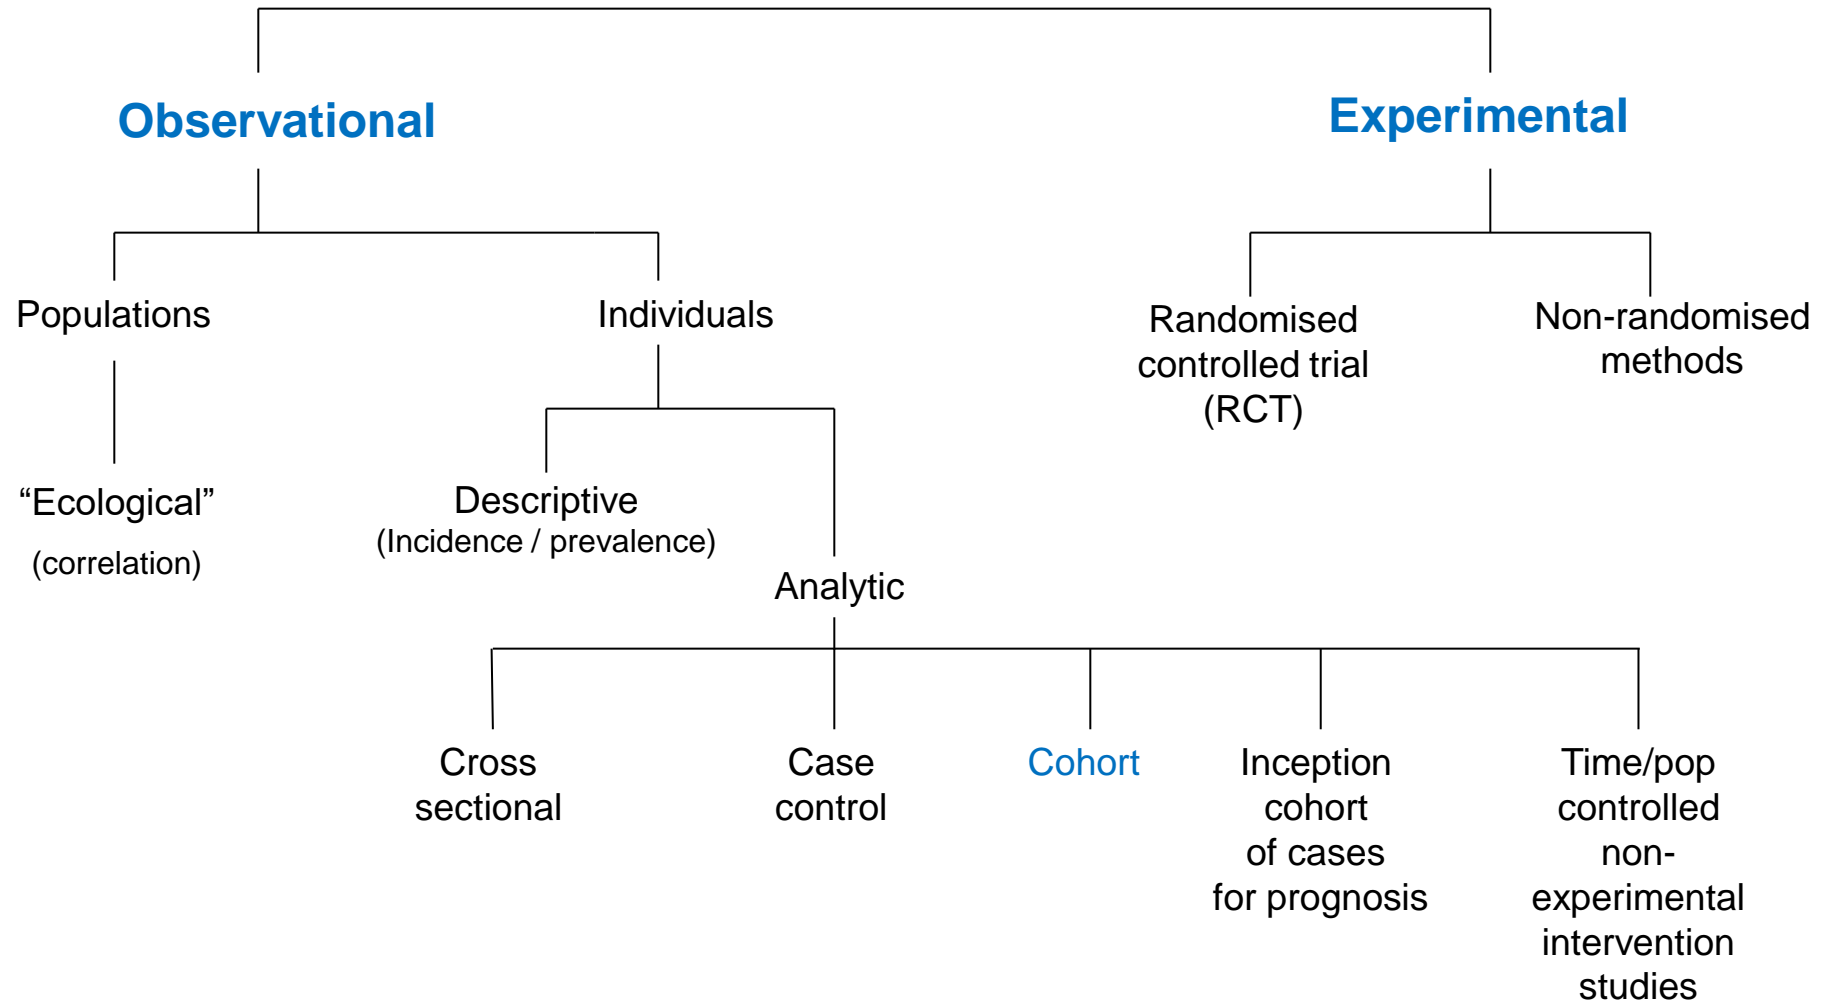 Observational
Experimental
Populations
Individuals
Randomised
controlled trial
(RCT)
Non-randomised
methods
“Ecological”
(correlation)
Descriptive
(Incidence / prevalence)
Analytic
Cross
sectional
Case
control
Cohort
Inception
cohort
of cases
for prognosis
Time/pop
controlled
non-
experimental
intervention
studies